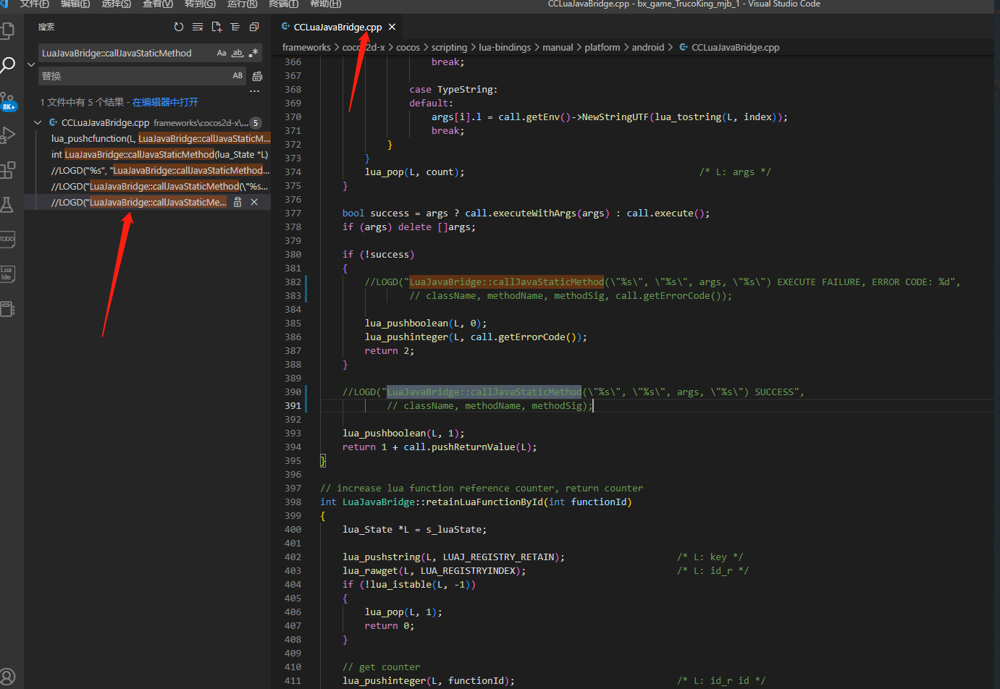 文件(F) 编辑(E) 选择(S) 查看(V) 转到(G) 运行(R) 终端(T) 帮助(H) CCLuaJavaBridge.cpp - bx_game_TrucoKing_mjb_1 - Visual Studio Code
搜索
LuaJavaBridge::callJavaStaticMethod Aa ab .*
替换 AB
...
1 文件中有 5 个结果 - 在编辑器中打开
CCLuaJavaBridge.cpp frameworks\cocos2d-x\... 5
lua_pushcfunction(L, LuaJavaBridge::callJavaStaticM...
int LuaJavaBridge::callJavaStaticMethod(lua_State *L)
//LOGD("%s", "LuaJavaBridge::callJavaStaticMethod...
//LOGD("LuaJavaBridge::callJavaStaticMethod(\"%s...
//LOGD("LuaJavaBridge::callJavaStaticMe...
8K+
TODO
Lua
Ide
CCLuaJavaBridge.cpp
frameworks > cocos2d-x > cocos > scripting > lua-bindings > manual > platform > android > CCLuaJavaBridge.cpp
366 break;
367
368 case TypeString:
369 default:
370 args[i].l = call.getEnv()->NewStringUTF(lua_tostring(L, index));
371 break;
372 }
373 }
374 lua_pop(L, count); /* L: args */
375 }
376
377 bool success = args ? call.executeWithArgs(args) : call.execute();
378 if (args) delete []args;
379
380 if (!success)
381 {
382 //LOGD("LuaJavaBridge::callJavaStaticMethod(\"%s\", \"%s\", args, \"%s\") EXECUTE FAILURE, ERROR CODE: %d",
383 // className, methodName, methodSig, call.getErrorCode());
384
385 lua_pushboolean(L, 0);
386 lua_pushinteger(L, call.getErrorCode());
387 return 2;
388 }
389
390 //LOGD("LuaJavaBridge::callJavaStaticMethod(\"%s\", \"%s\", args, \"%s\") SUCCESS",
391 // className, methodName, methodSig);
392
393 lua_pushboolean(L, 1);
394 return 1 + call.pushReturnValue(L);
395 }
396
397 // increase lua function reference counter, return counter
398 int LuaJavaBridge::retainLuaFunctionById(int functionId)
399 {
400 lua_State *L = s_luaState;
401
402 lua_pushstring(L, LUAJ_REGISTRY_RETAIN); /* L: key */
403 lua_rawget(L, LUA_REGISTRYINDEX); /* L: id_r */
404 if (!lua_istable(L, -1))
405 {
406 lua_pop(L, 1);
407 return 0;
408 }
409
410 // get counter
411 lua_pushinteger(L, functionId); /* L: id_r id */